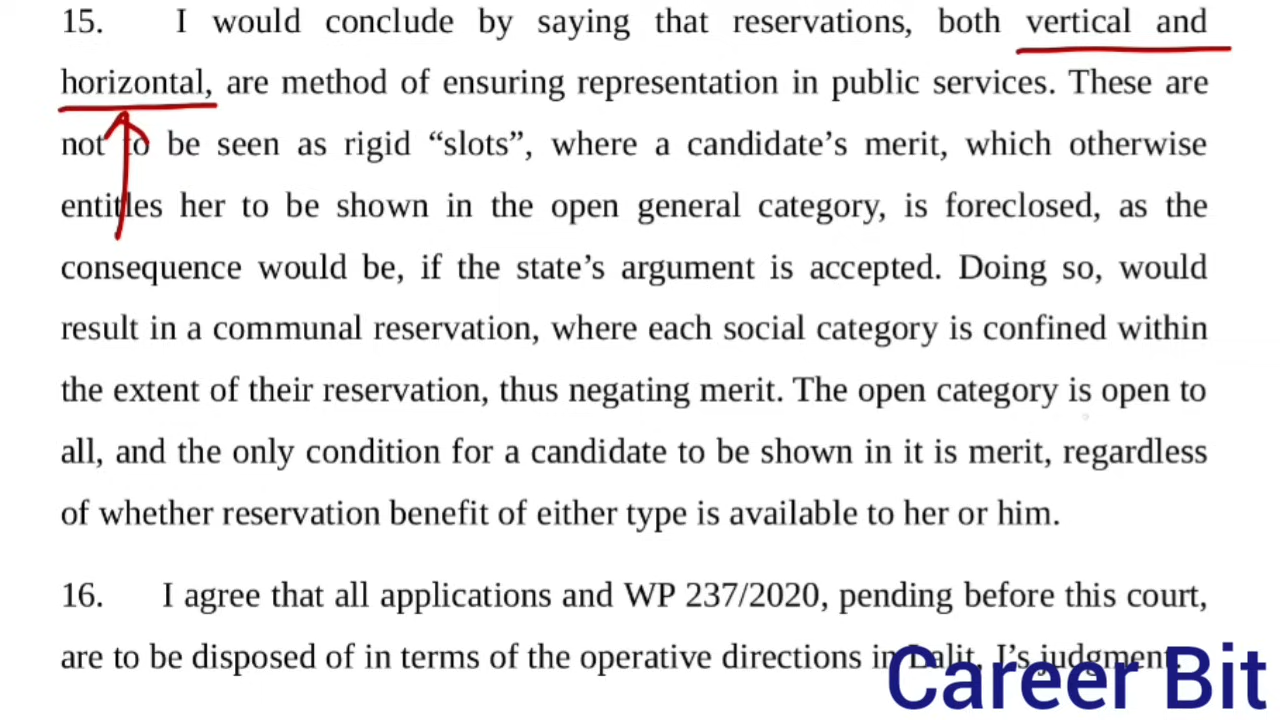 15. I would conclude by saying that reservations, both vertical and
horizontal, are method of ensuring representation in public services. These are
not to be seen as rigid “slots”, where a candidate’s merit, which otherwise
entitles her to be shown in the open general category, is foreclosed, as the
consequence would be, if the state’s argument is accepted. Doing so, would
result in a communal reservation, where each social category is confined within
the extent of their reservation, thus negating merit. The open category is open to
all, and the only condition for a candidate to be shown in it is merit, regardless
of whether reservation benefit of either type is available to her or him.
16. I agree that all applications and WP 237/2020, pending before this court,
are to be disposed of in terms of the operative directions in Lalit, J’s judgment.
Career Bit